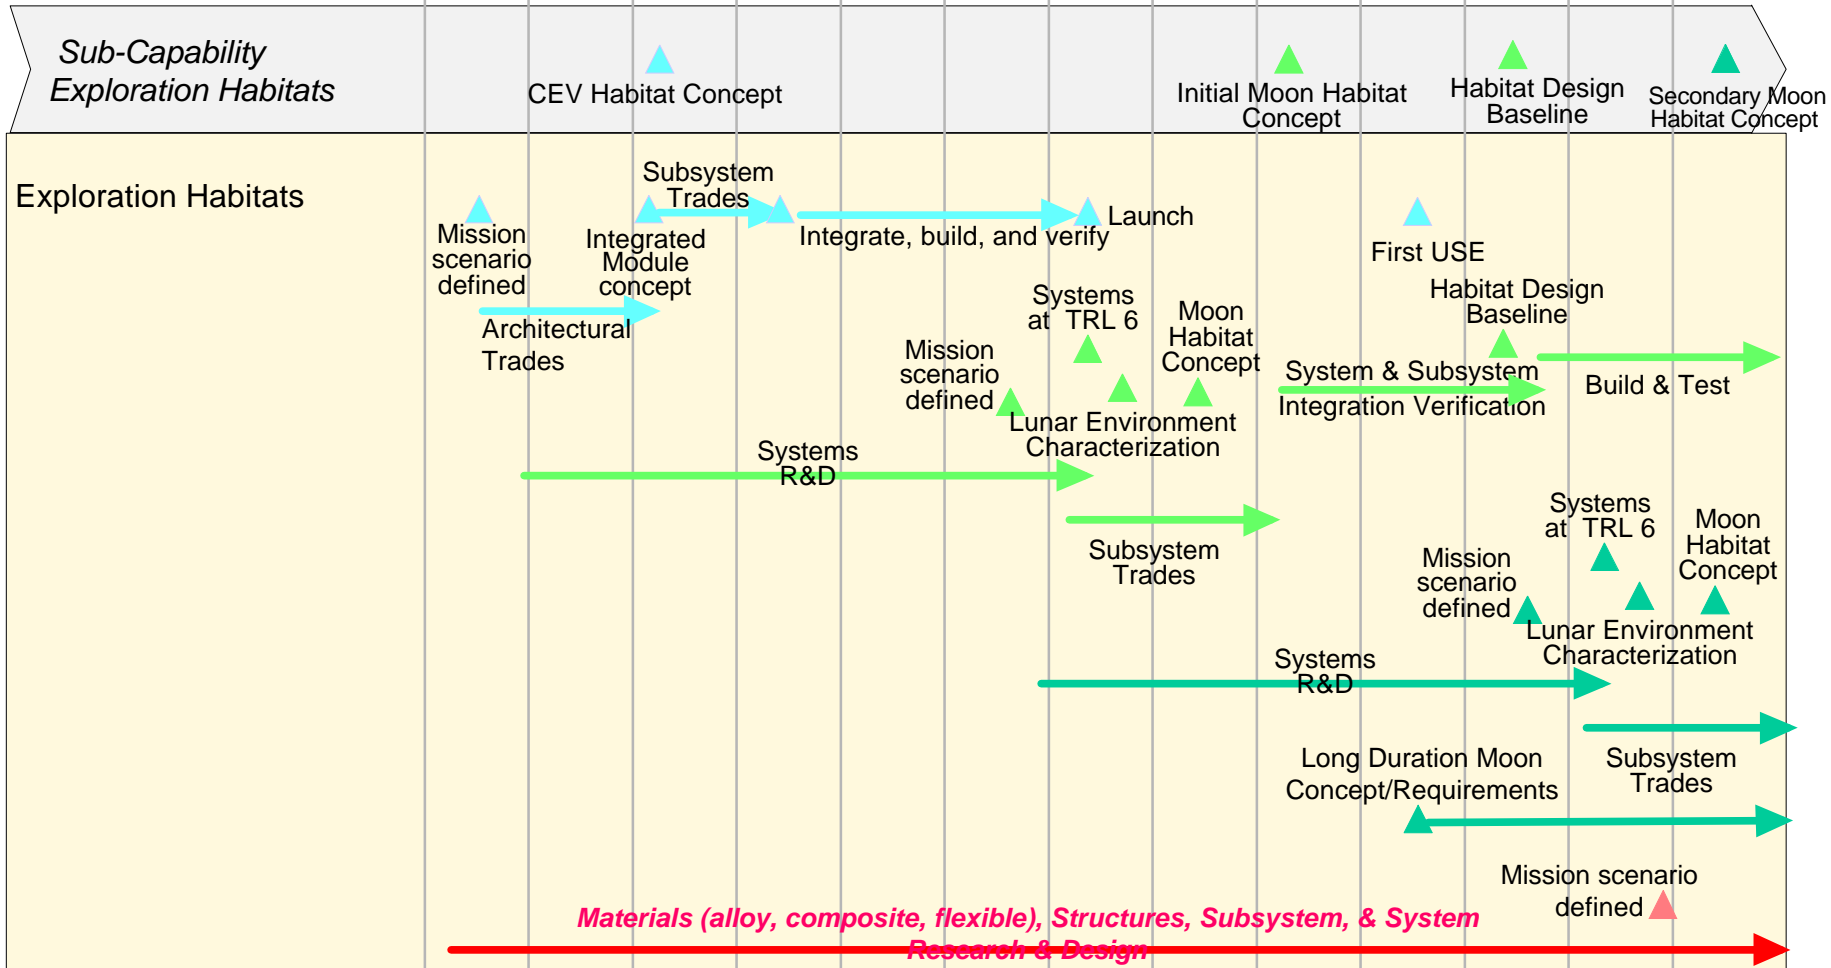 Sub-Capability
Exploration Habitats
CEV Habitat Concept
Initial Moon Habitat
Concept
Habitat Design
Baseline
Secondary Moon
Habitat Concept
Exploration Habitats
Mission
scenario
defined
Subsystem
Trades
Integrated
Module
concept
Integrate, build, and verify
Launch
First USE
Architectural
Trades
Mission
scenario
defined
Systems
at TRL 6
Moon
Habitat
Concept
Lunar Environment
Characterization
Habitat Design
Baseline
System & Subsystem
Integration Verification
Build & Test
Systems
R&D
Subsystem
Trades
Mission
scenario
defined
Systems
at TRL 6
Moon
Habitat
Concept
Lunar Environment
Characterization
Systems
R&D
Subsystem
Trades
Long Duration Moon
Concept/Requirements
Mission scenario
defined
Materials (alloy, composite, flexible), Structures, Subsystem, & System
Research & Design